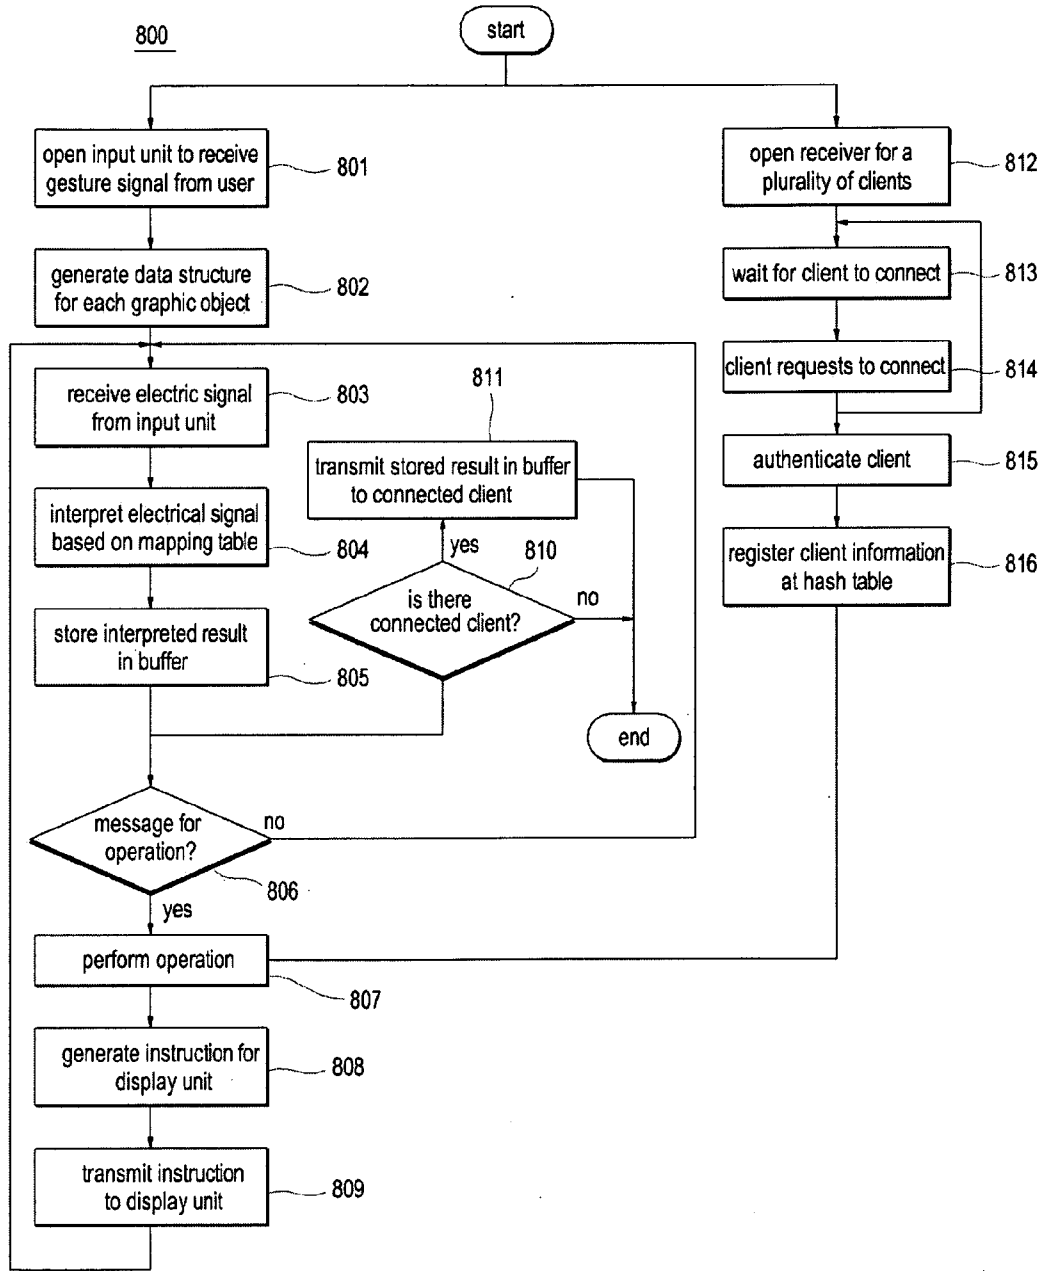 800
start
open input unit to receive
gesture signal from user
801
generate data structure
for each graphic object
802
receive electric signal
from input unit
803
interpret electrical signal
based on mapping table
804
store interpreted result
in buffer
805
message for
operation?
no
806
yes
perform operation
807
generate instruction for
display unit
808
transmit instruction
to display unit
809
811
transmit stored result in buffer
to connected client
yes
810
is there
connected client?
no
end
open receiver for a
plurality of clients
812
wait for client to connect
813
client requests to connect
814
authenticate client
815
register client information
at hash table
816